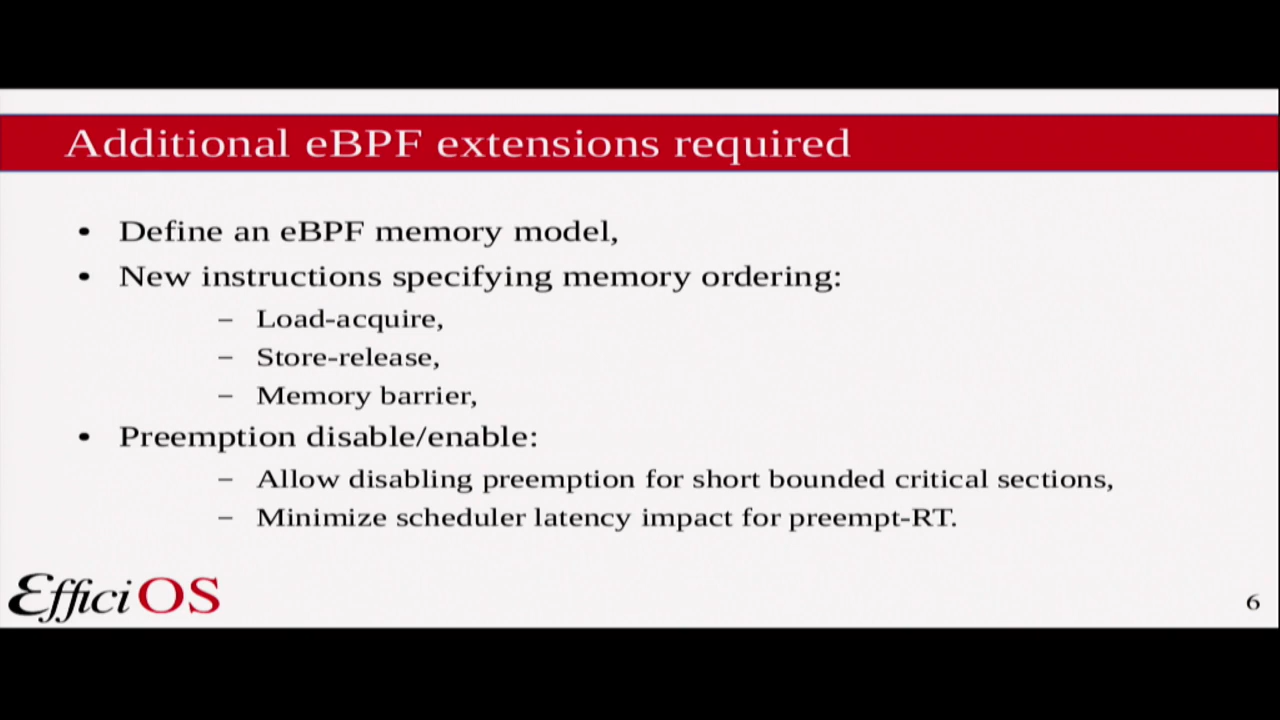 Additional eBPF extensions required
• Define an eBPF memory model,
• New instructions specifying memory ordering:
– Load-acquire,
– Store-release,
– Memory barrier,
• Preemption disable/enable:
– Allow disabling preemption for short bounded critical sections,
– Minimize scheduler latency impact for preempt-RT.
EfficiOS
6